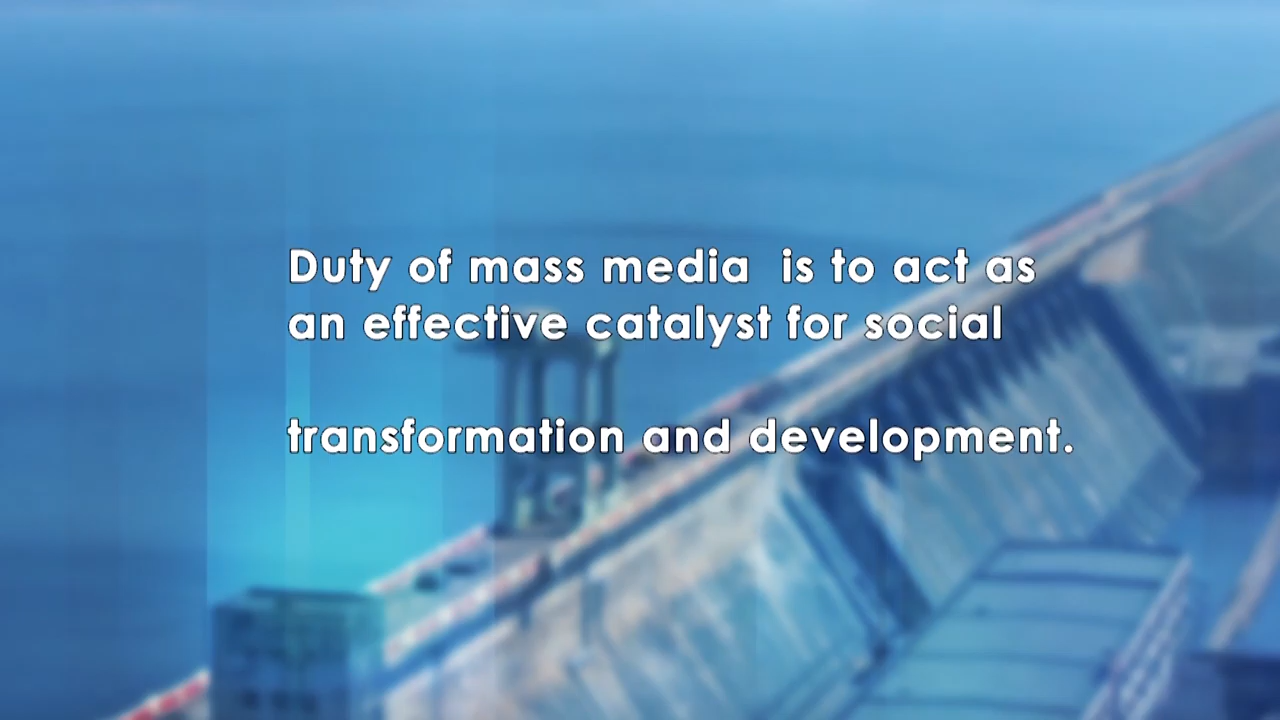 Duty of mass media  is to act as
an effective catalyst for social
transformation and development.